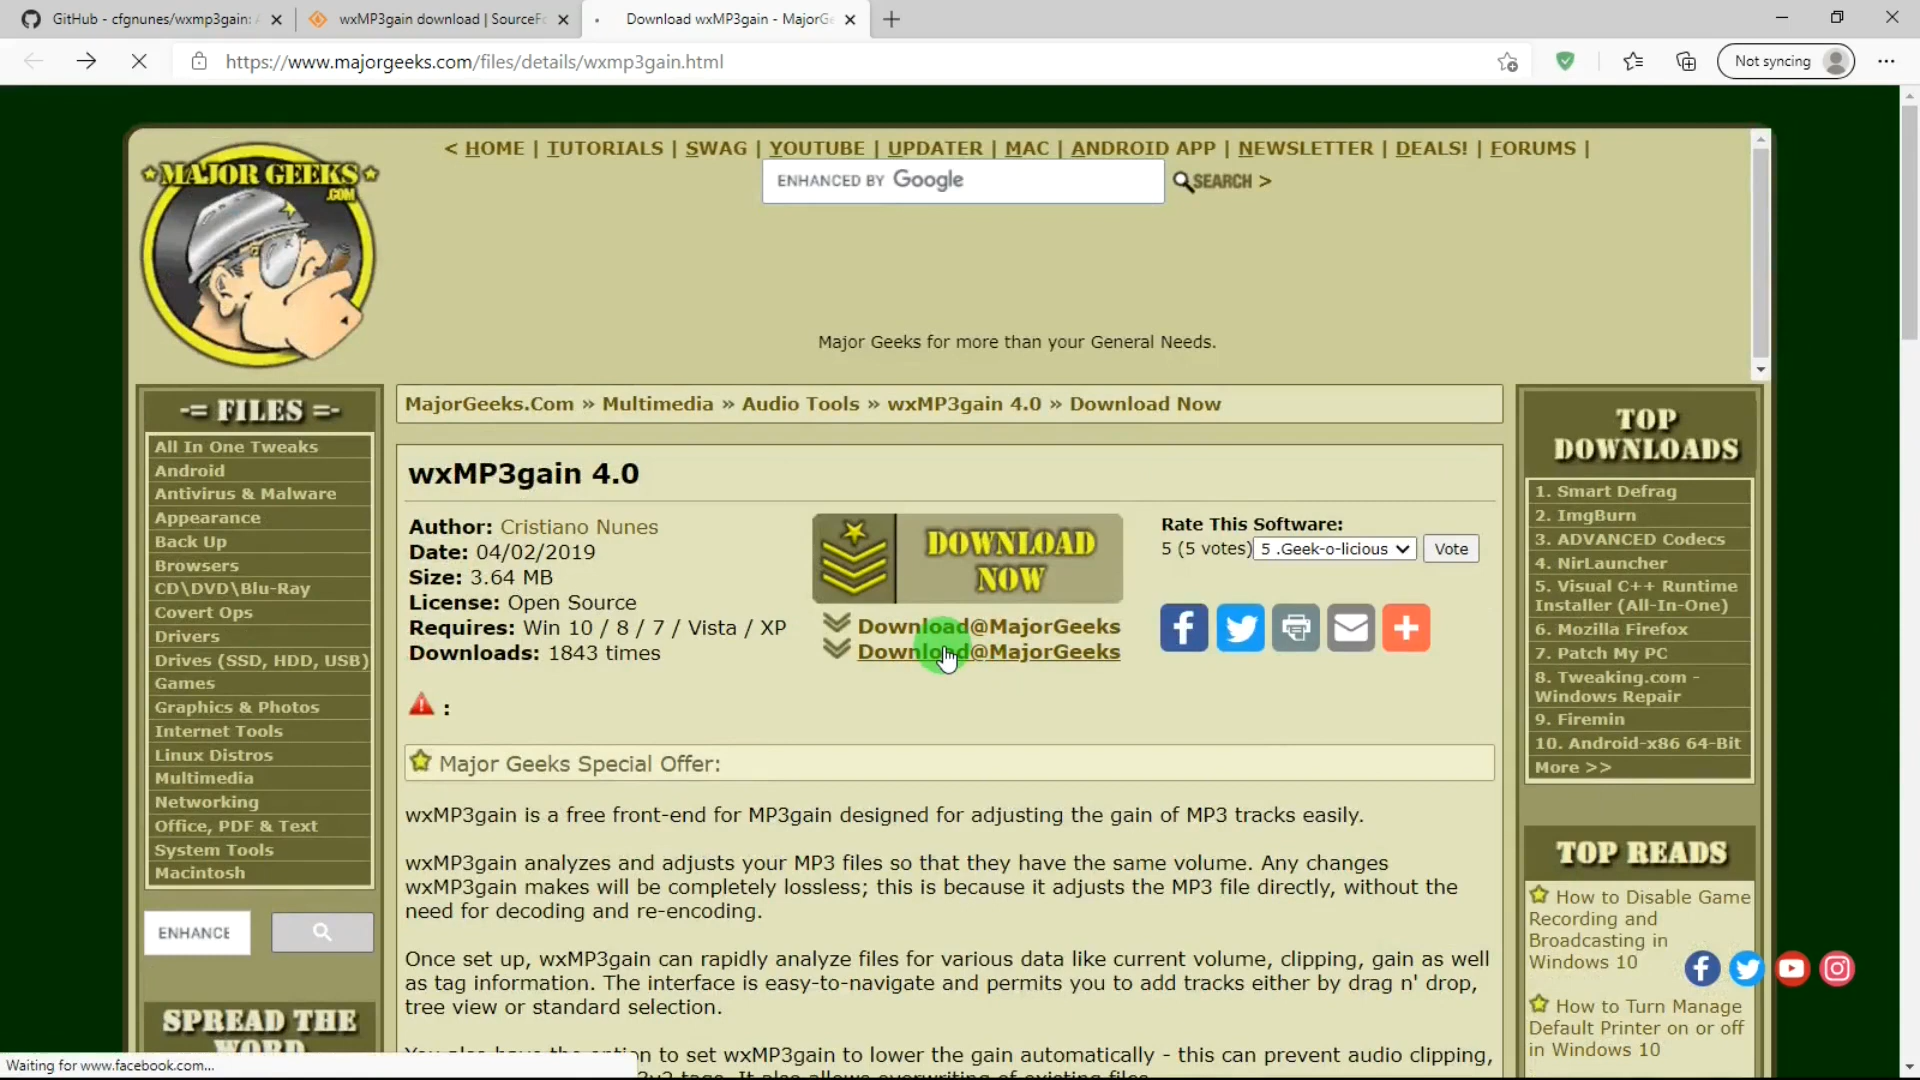 GitHub - cfgnunes/wxmp3gain:
wxMP3gain download | SourceFo
Download wxMP3gain - MajorGe
https://www.majorgeeks.com/files/details/wxmp3gain.html
Not syncing
MAJOR GEEKS
.COM
< HOME | TUTORIALS | SWAG | YOUTUBE | UPDATER | MAC | ANDROID APP | NEWSLETTER | DEALS! | FORUMS |
ENHANCED BY Google
SEARCH >
Major Geeks for more than your General Needs.
-= FILES =-
All In One Tweaks
Android
Antivirus & Malware
Appearance
Back Up
Browsers
CD\DVD\Blu-Ray
Covert Ops
Drivers
Drives (SSD, HDD, USB)
Games
Graphics & Photos
Internet Tools
Linux Distros
Multimedia
Networking
Office, PDF & Text
System Tools
Macintosh
ENHANCE
SPREAD THE
WORD
MajorGeeks.Com » Multimedia » Audio Tools » wxMP3gain 4.0 » Download Now
wxMP3gain 4.0
Author: Cristiano Nunes
Date: 04/02/2019
Size: 3.64 MB
License: Open Source
Requires: Win 10 / 8 / 7 / Vista / XP
Downloads: 1843 times
DOWNLOAD
NOW
Download@MajorGeeks
Download@MajorGeeks
Rate This Software:
5 (5 votes) 5 .Geek-o-licious Vote
:
Major Geeks Special Offer:
wxMP3gain is a free front-end for MP3gain designed for adjusting the gain of MP3 tracks easily.
wxMP3gain analyzes and adjusts your MP3 files so that they have the same volume. Any changes
wxMP3gain makes will be completely lossless; this is because it adjusts the MP3 file directly, without the
need for decoding and re-encoding.
Once set up, wxMP3gain can rapidly analyze files for various data like current volume, clipping, gain as well
as tag information. The interface is easy-to-navigate and permits you to add tracks either by drag n' drop,
tree view or standard selection.
You also have the option to set wxMP3gain to lower the gain automatically - this can prevent audio clipping,
tags. It also allows overwriting of existing files.
TOP
DOWNLOADS
1. Smart Defrag
2. ImgBurn
3. ADVANCED Codecs
4. NirLauncher
5. Visual C++ Runtime
Installer (All-In-One)
6. Mozilla Firefox
7. Patch My PC
8. Tweaking.com -
Windows Repair
9. Firemin
10. Android-x86 64-Bit
More >>
TOP READS
How to Disable Game
Recording and
Broadcasting in
Windows 10
How to Turn Manage
Default Printer on or off
in Windows 10
Waiting for www.facebook.com...